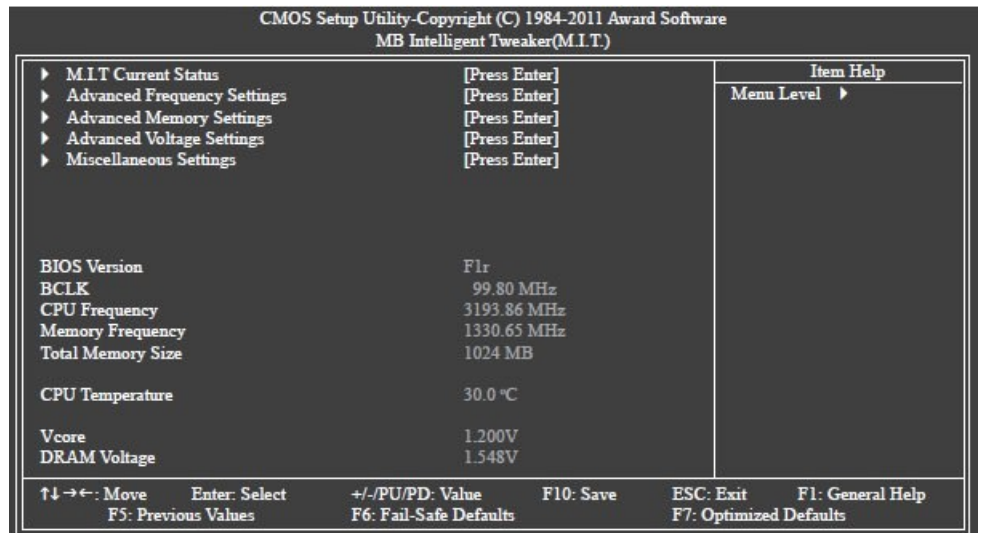 CMOS Setup Utility-Copyright (C) 1984-2011 Award Software
MB Intelligent Tweaker(M.I.T.)
M.I.T Current Status [Press Enter]
Advanced Frequency Settings [Press Enter]
Advanced Memory Settings [Press Enter]
Advanced Voltage Settings [Press Enter]
Miscellaneous Settings [Press Enter]
Item Help
Menu Level
BIOS Version F1r
BCLK 99.80 MHz
CPU Frequency 3193.86 MHz
Memory Frequency 1330.65 MHz
Total Memory Size 1024 MB
CPU Temperature 30.0 ºC
Vcore 1.200V
DRAM Voltage 1.548V
↑↓→←: Move Enter: Select +/-/PU/PD: Value F10: Save ESC: Exit F1: General Help
F5: Previous Values F6: Fail-Safe Defaults F7: Optimized Defaults